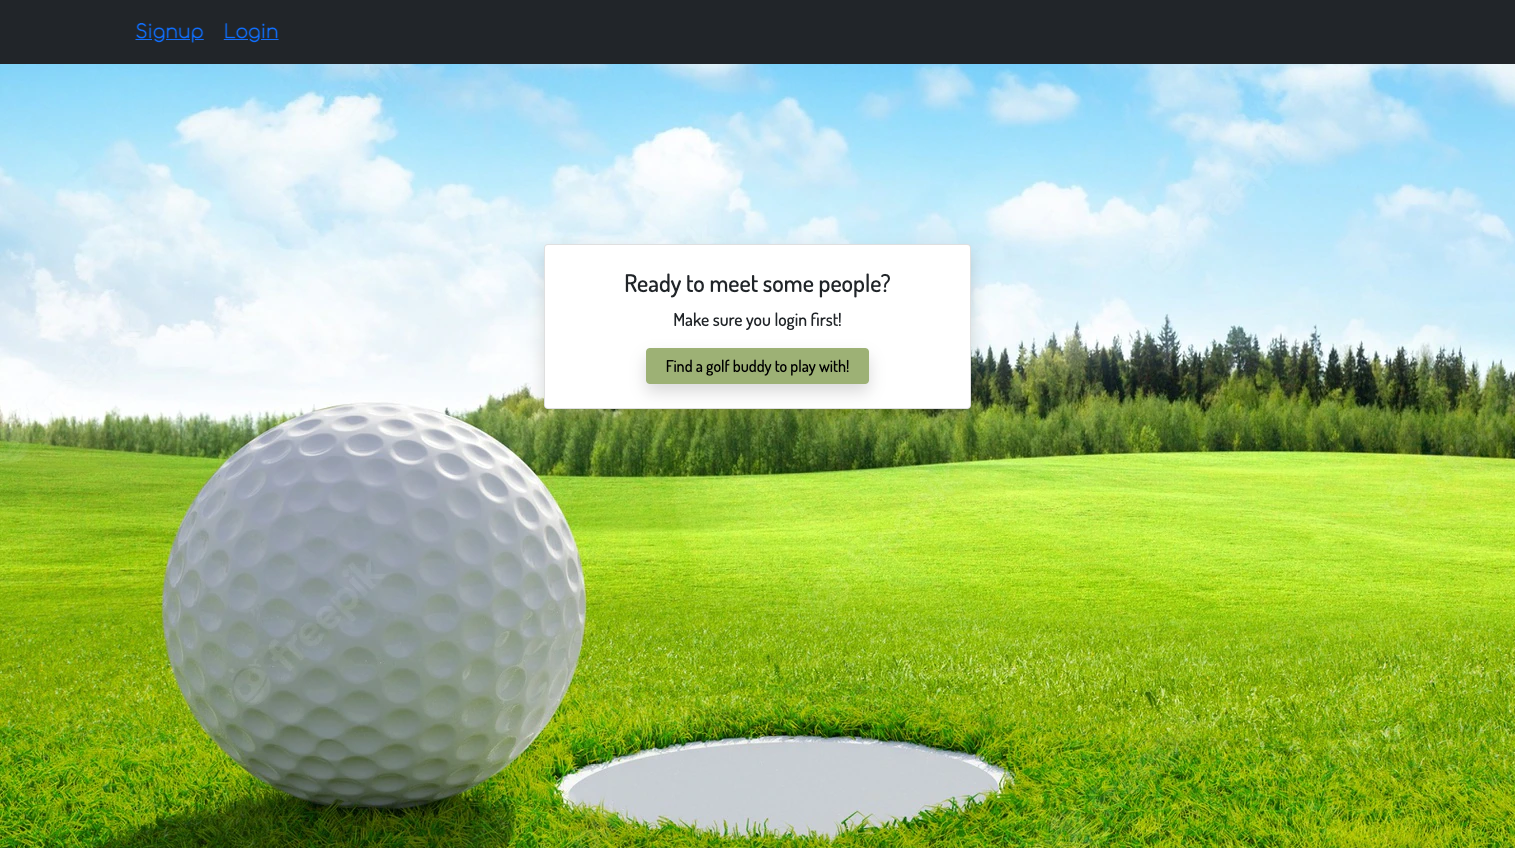 Signup Login
Ready to meet some people?
Make sure you login first!
Find a golf buddy to play with!
freepik